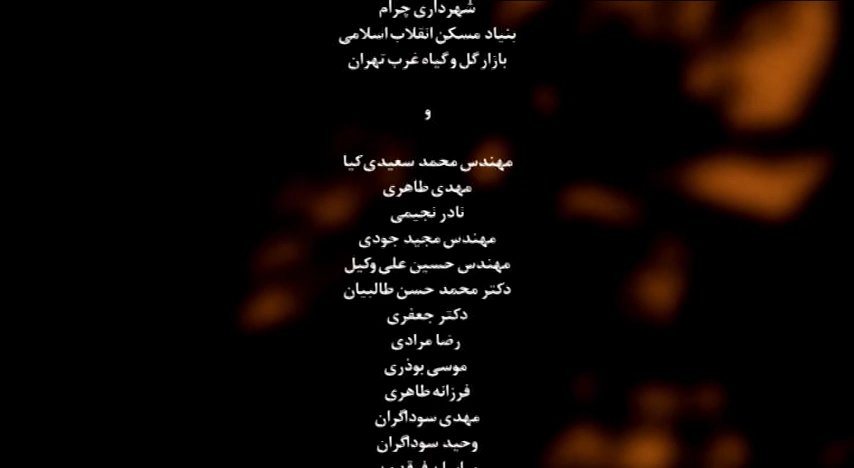 شهرداری چرام
بنیاد مسکن انقلاب اسلامی
بازار گل و گیاه غرب تهران
و
مهندس محمد سعیدی کیا
مهدی طاهری
نادر نجیمی
مهندس مجید جودی
مهندس حسین علی وکیل
دکتر محمد حسن طالبیان
دکتر جعفری
رضا مرادی
موسی بوذری
فرزانه طاهری
مهدی سوداگران
وحید سوداگران